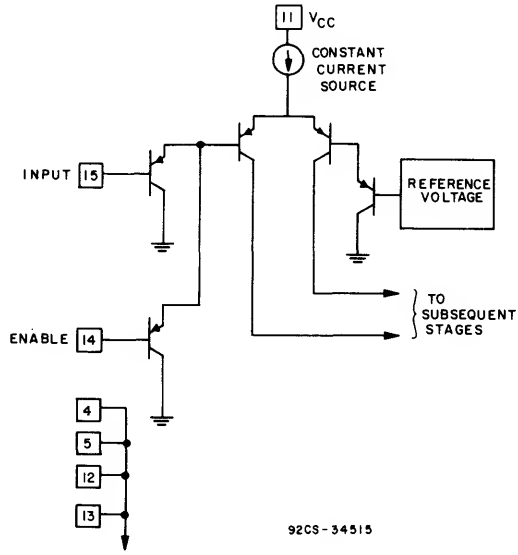 11 VCC
CONSTANT
CURRENT
SOURCE
INPUT 15
REFERENCE
VOLTAGE
TO
SUBSEQUENT
STAGES
ENABLE 14
4
5
12
13
92CS-34515